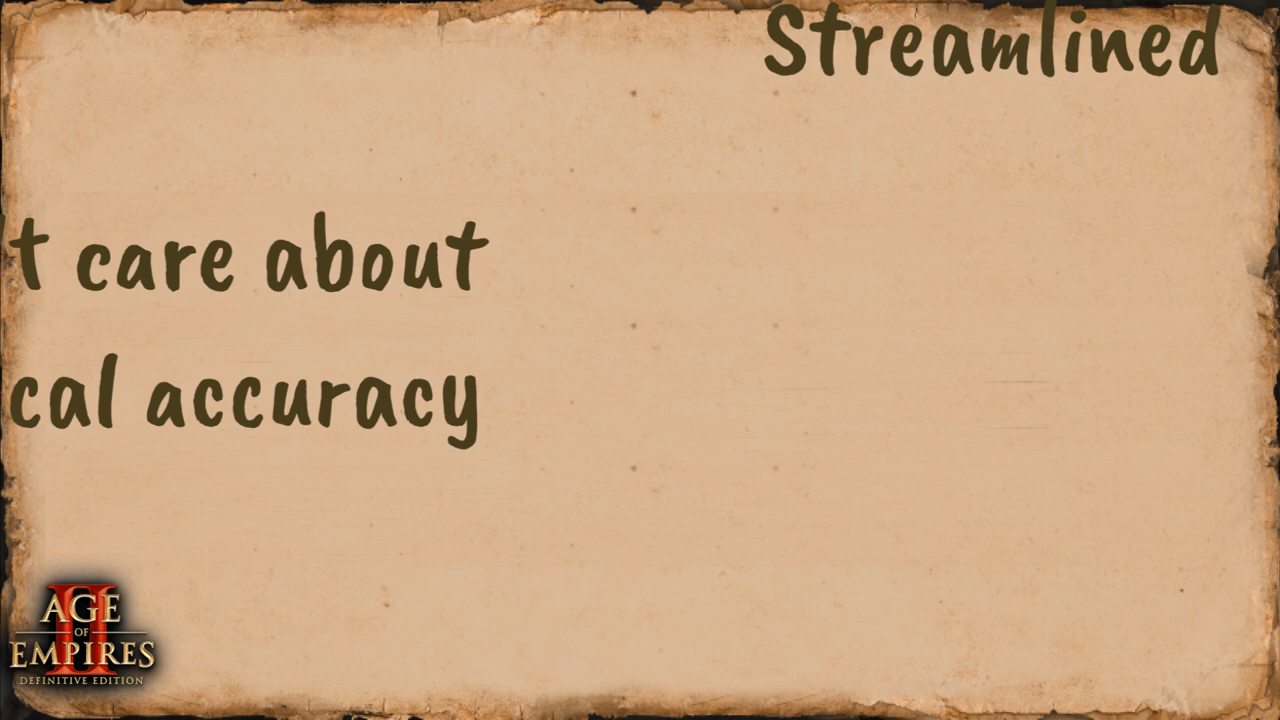 Streamlined
t care about
cal accuracy
AGE
OF
EMPIRES
II
DEFINITIVE EDITION